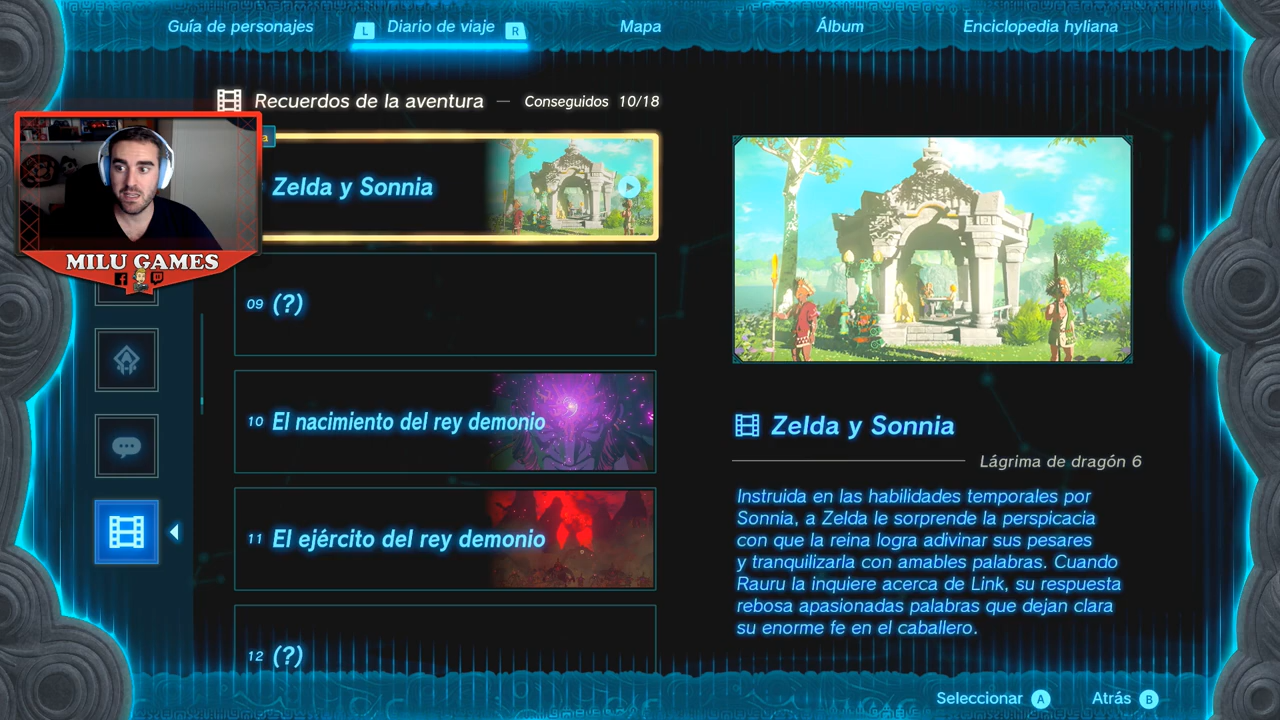 Guía de personajes
L Diario de viaje R
Mapa
Álbum
Enciclopedia hyliana
Recuerdos de la aventura — Conseguidos 10/18
Zelda y Sonnia
MILU GAMES
09 (?)
10 El nacimiento del rey demonio
11 El ejército del rey demonio
12 (?)
Zelda y Sonnia
Lágrima de dragón 6
Instruida en las habilidades temporales por
Sonnia, a Zelda le sorprende la perspicacia
con que la reina logra adivinar sus pesares
y tranquilizarla con amables palabras. Cuando
Rauru la inquiere acerca de Link, su respuesta
rebosa apasionadas palabras que dejan clara
su enorme fe en el caballero.
Seleccionar A
Atrás B